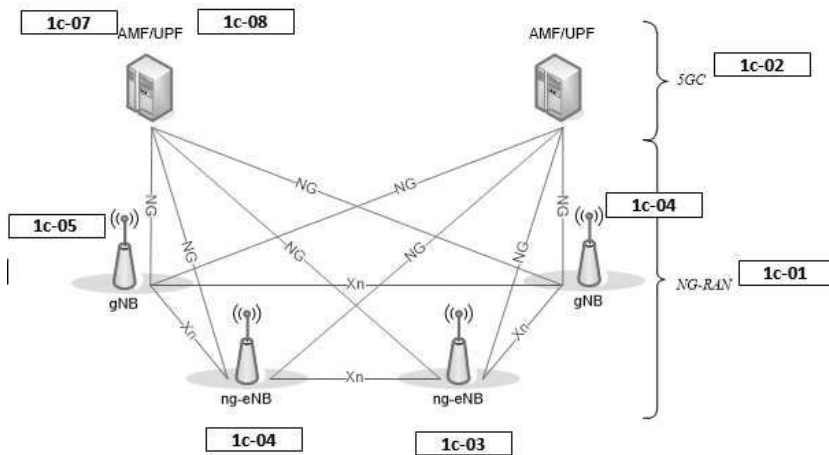 1c-07
1c-08
AMF/UPF
AMF/UPF
1c-02
5GC
NG
NG
NG
NG
NG
NG
NG
NG
1c-05
1c-04
1c-01
NG-RAN
Xn
gNB
gNB
Xn
Xn
Xn
ng-eNB
ng-eNB
1c-04
1c-03